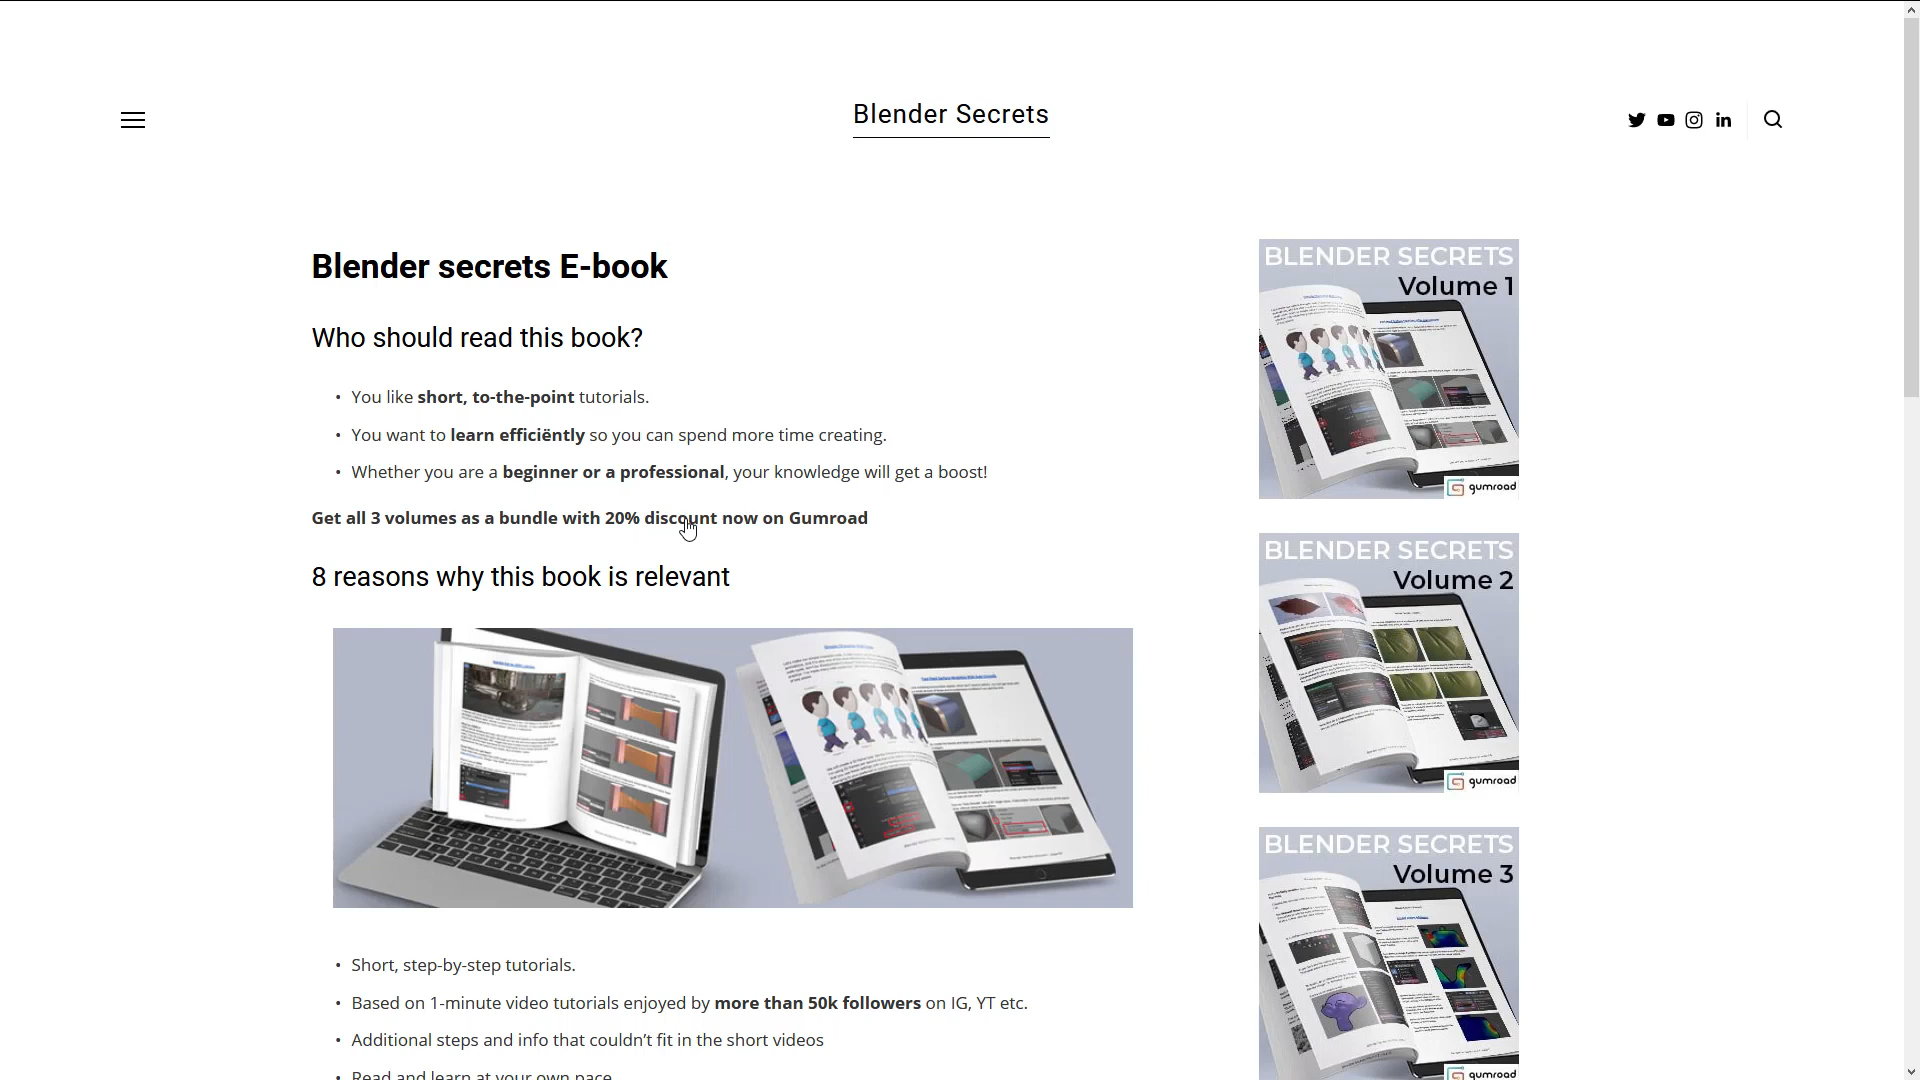 Blender Secrets
Blender secrets E-book
Who should read this book?
• You like short, to-the-point tutorials.
• You want to learn efficiëntly so you can spend more time creating.
• Whether you are a beginner or a professional, your knowledge will get a boost!
Get all 3 volumes as a bundle with 20% discount now on Gumroad
8 reasons why this book is relevant
• Short, step-by-step tutorials.
• Based on 1-minute video tutorials enjoyed by more than 50k followers on IG, YT etc.
• Additional steps and info that couldn’t fit in the short videos
• Read and learn at your own pace
BLENDER SECRETS
Volume 1
gumroad
BLENDER SECRETS
Volume 2
gumroad
BLENDER SECRETS
Volume 3
gumroad